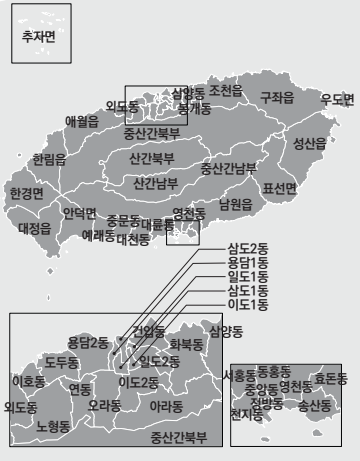 추자면
삼양동
조천읍
구좌읍
우도면
외도동
봉개동
애월읍
중산간북부
성산읍
한림읍
산간북부
중산간남부
산간남부
표선면
한경면
안덕면
남원읍
대정읍
중문동
대륜동
영천동
예래동
대천동
삼도2동
용담1동
일도1동
삼도1동
이도1동
용담2동
건입동
삼양동
화북동
도두동
일도2동
이호동
연동
이도2동
외도동
오라동
아라동
노형동
중산간북부
서홍동
동홍동
영천동
효돈동
중앙동
정방동
송산동
천지동